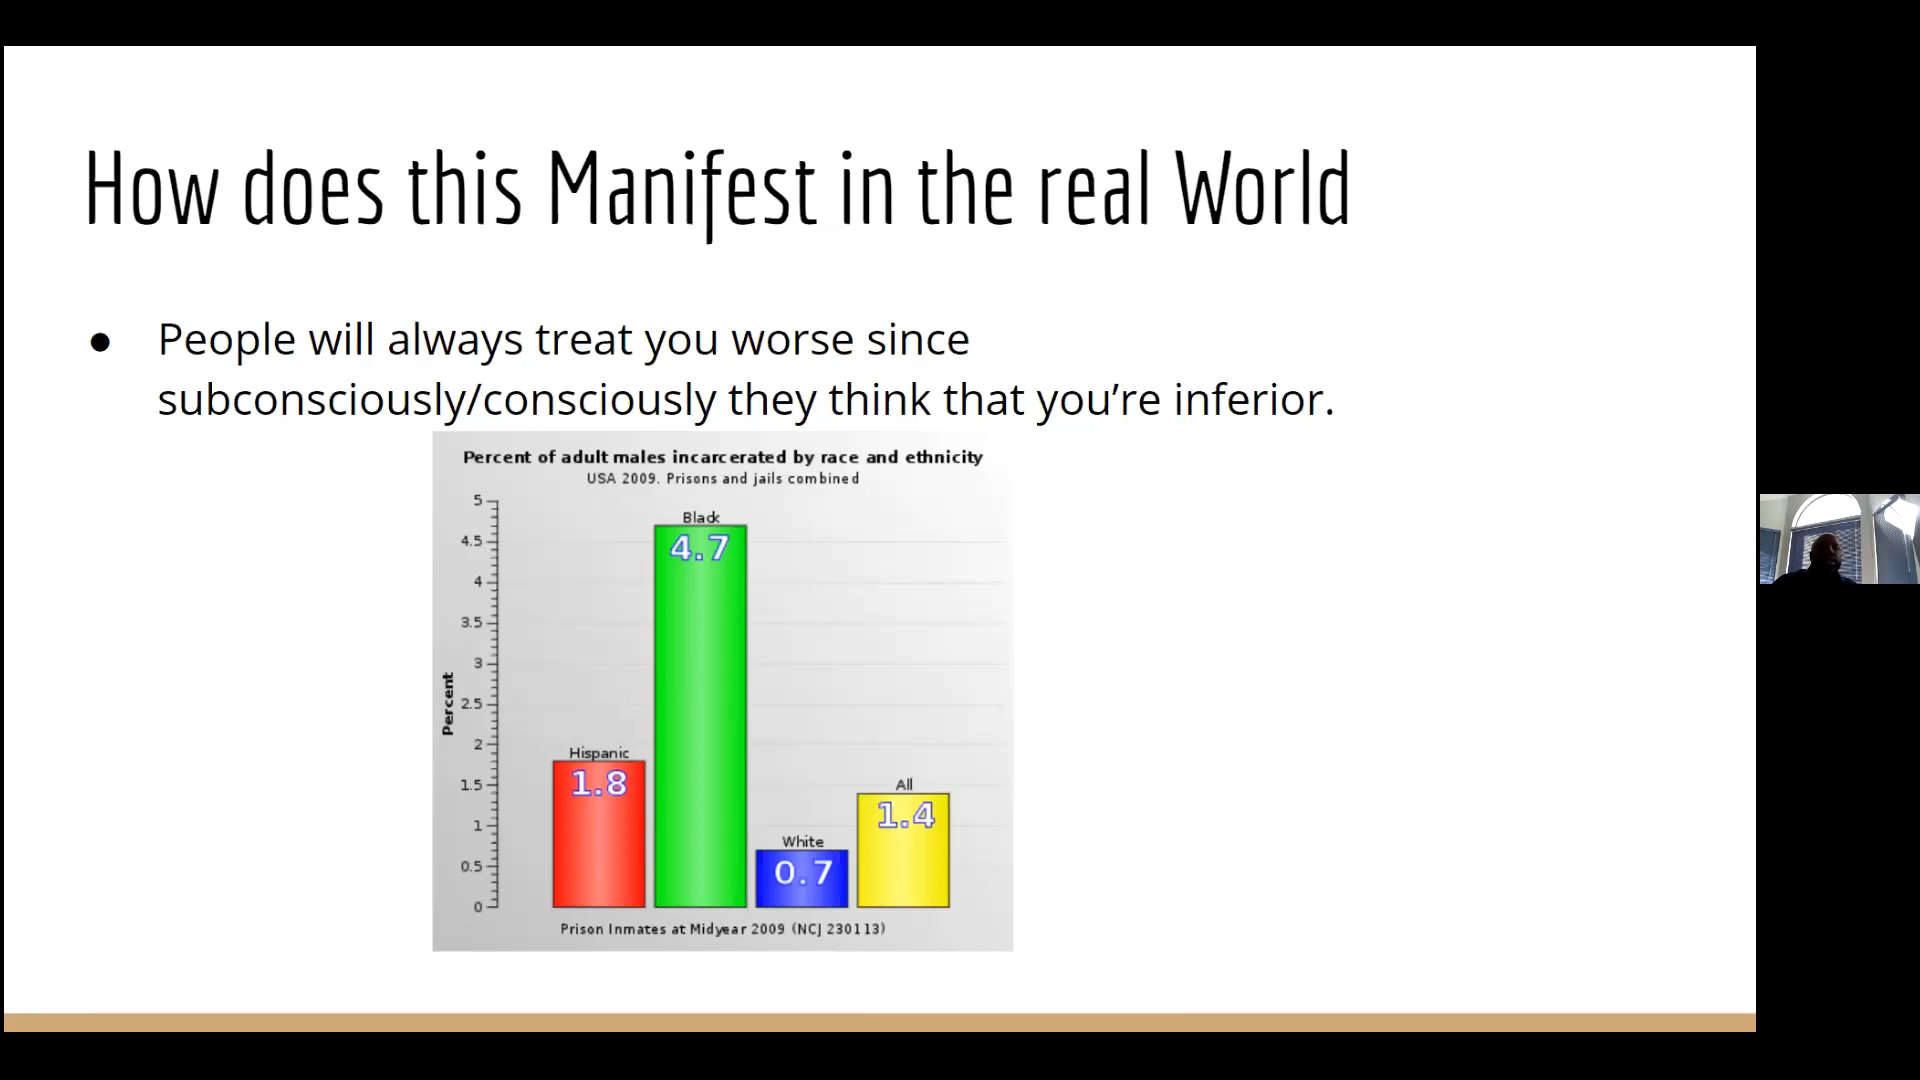 How does this Manifest in the real World
● People will always treat you worse since
subconsciously/consciously they think that you’re inferior.
Percent of adult males incarcerated by race and ethnicity
USA 2009. Prisons and jails combined
5
4.5
4
3.5
3
2.5
2
1.5
1
0.5
0
Percent
Hispanic
1.8
Black
4.7
White
0.7
All
1.4
Prison Inmates at Midyear 2009 (NCJ 230113)